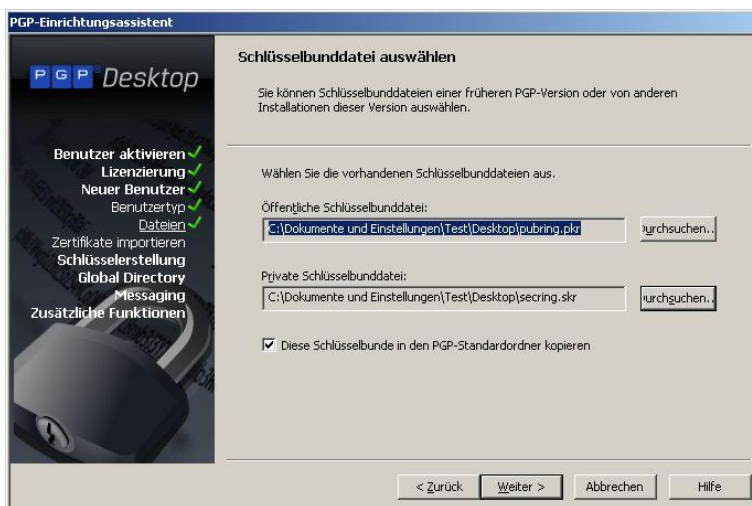 PGP-Einrichtungsassistent
PGP Desktop
Benutzer aktivieren
Lizenzierung
Neuer Benutzer
Benutzertyp
Dateien
Zertifikate importieren
Schlüsselerstellung
Global Directory
Messaging
Zusätzliche Funktionen
Schlüsselbunddatei auswählen
Sie können Schlüsselbunddateien einer früheren PGP-Version oder von anderen
Installationen dieser Version auswählen.
Wählen Sie die vorhandenen Schlüsselbunddateien aus.
Öffentliche Schlüsselbunddatei:
C:\Dokumente und Einstellungen\Test\Desktop\pubring.pkr
urchsuchen..
Private Schlüsselbunddatei:
C:\Dokumente und Einstellungen\Test\Desktop\secring.skr
urchsuchen..
Diese Schlüsselbunde in den PGP-Standardordner kopieren
< Zurück
Weiter >
Abbrechen
Hilfe